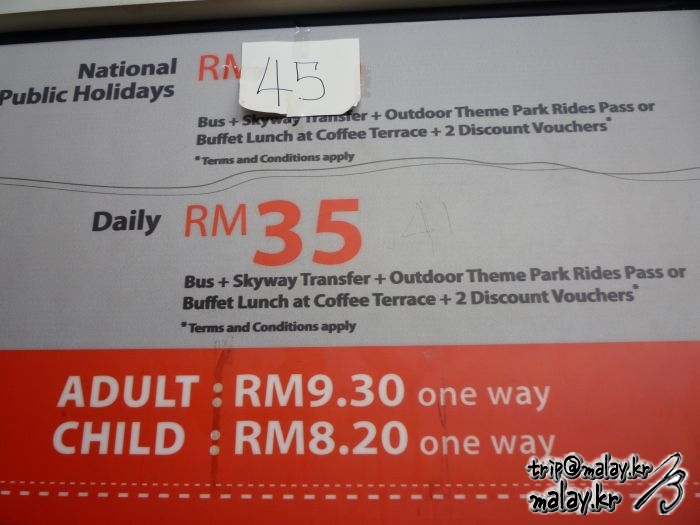 National RM 45
Public Holidays
Bus + Skyway Transfer + Outdoor Theme Park Rides Pass or
Buffet Lunch at Coffee Terrace + 2 Discount Vouchers*
*Terms and Conditions apply
Daily RM35
Bus + Skyway Transfer + Outdoor Theme Park Rides Pass or
Buffet Lunch at Coffee Terrace + 2 Discount Vouchers*
*Terms and Conditions apply
ADULT : RM9.30 one way
CHILD : RM8.20 one way
trip@malay.kr
malay.kr